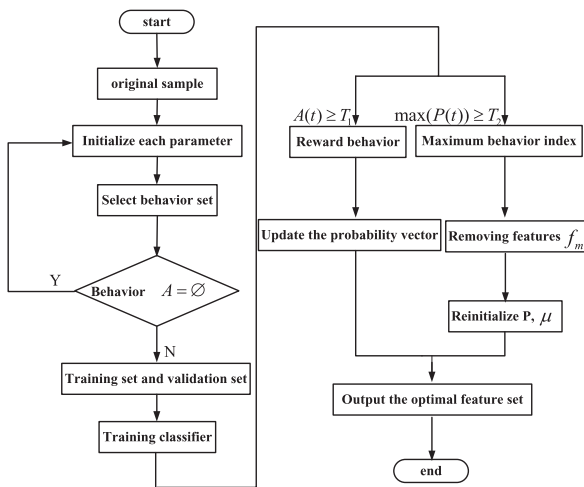 start
original sample
Initialize each parameter
Select behavior set
Behavior A = ∅
Y
N
Training set and validation set
Training classifier
A(t) ≥ T₁
Reward behavior
Update the probability vector
max(P(t)) ≥ T₂
Maximum behavior index
Removing features fₘ
Reinitialize P, μ
Output the optimal feature set
end